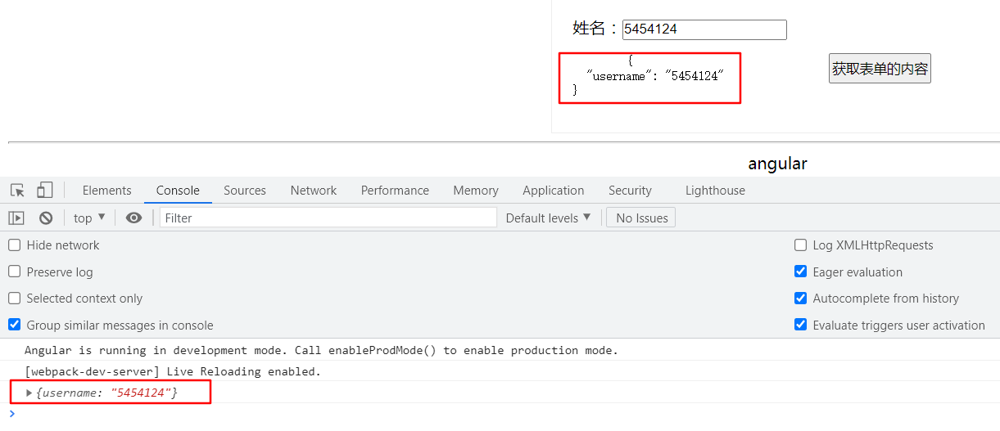 姓名：5454124
{
"username": "5454124"
}
获取表单的内容
angular
Elements Console Sources Network Performance Memory Application Security Lighthouse
top ▼ Filter Default levels ▼ No Issues
Hide network
Log XMLHttpRequests
Preserve log
Eager evaluation
Selected context only
Autocomplete from history
Group similar messages in console
Evaluate triggers user activation
Angular is running in development mode. Call enableProdMode() to enable production mode.
[webpack-dev-server] Live Reloading enabled.
▶ {username: "5454124"}
>